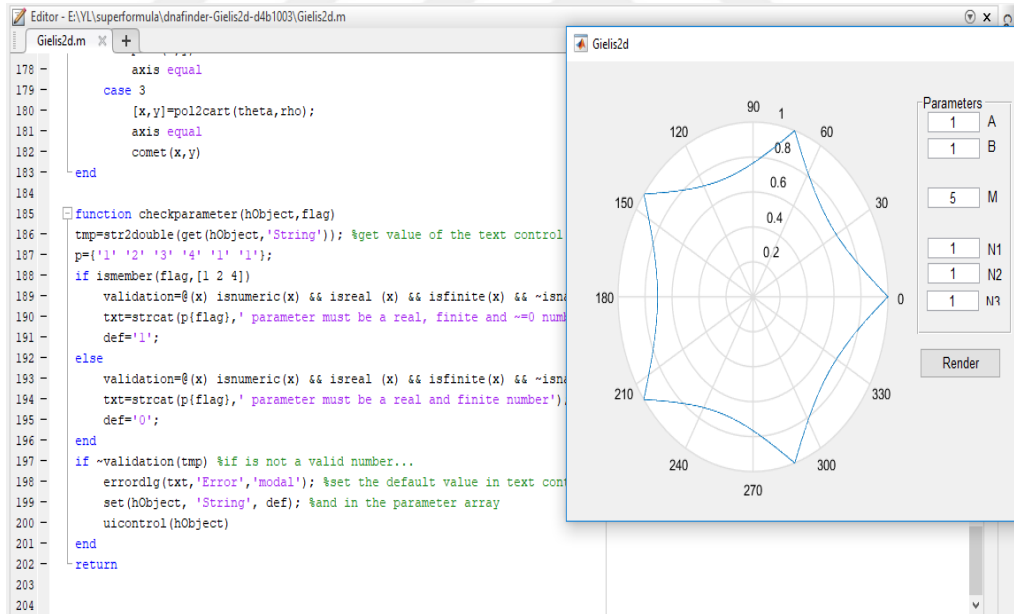 Editor - E:\YL\superformula\dnafinder-Gielis2d-d4b1003\Gielis2d.m
Gielis2d.m
178 - axis equal
179 - case 3
180 - [x,y]=pol2cart(theta,rho);
181 - axis equal
182 - comet(x,y)
183 - end
184
185 function checkparameter(hObject,flag)
186 - tmp=str2double(get(hObject,'String')); %get value of the text control
187 - p={'1' '2' '3' '4' '1' '1'};
188 - if ismember(flag,[1 2 4])
189 - validation=@(x) isnumeric(x) && isreal (x) && isfinite(x) && ~isna
190 - txt=strcat(p{flag},' parameter must be a real, finite and ~=0 num
191 - def='1';
192 - else
193 - validation=@(x) isnumeric(x) && isreal (x) && isfinite(x) && ~isna
194 - txt=strcat(p{flag},' parameter must be a real and finite number')
195 - def='0';
196 - end
197 - if ~validation(tmp) %if is not a valid number...
198 - errordlg(txt,'Error','modal'); %set the default value in text cont
199 - set(hObject, 'String', def); %and in the parameter array
200 - uicontrol(hObject)
201 - end
202 - return
203
204
Gielis2d
90
1
120
60
0.8
0.6
150
30
0.4
0.2
180
0
210
330
240
300
270
Parameters
1 A
1 B
5 M
1 N1
1 N2
1 N3
Render